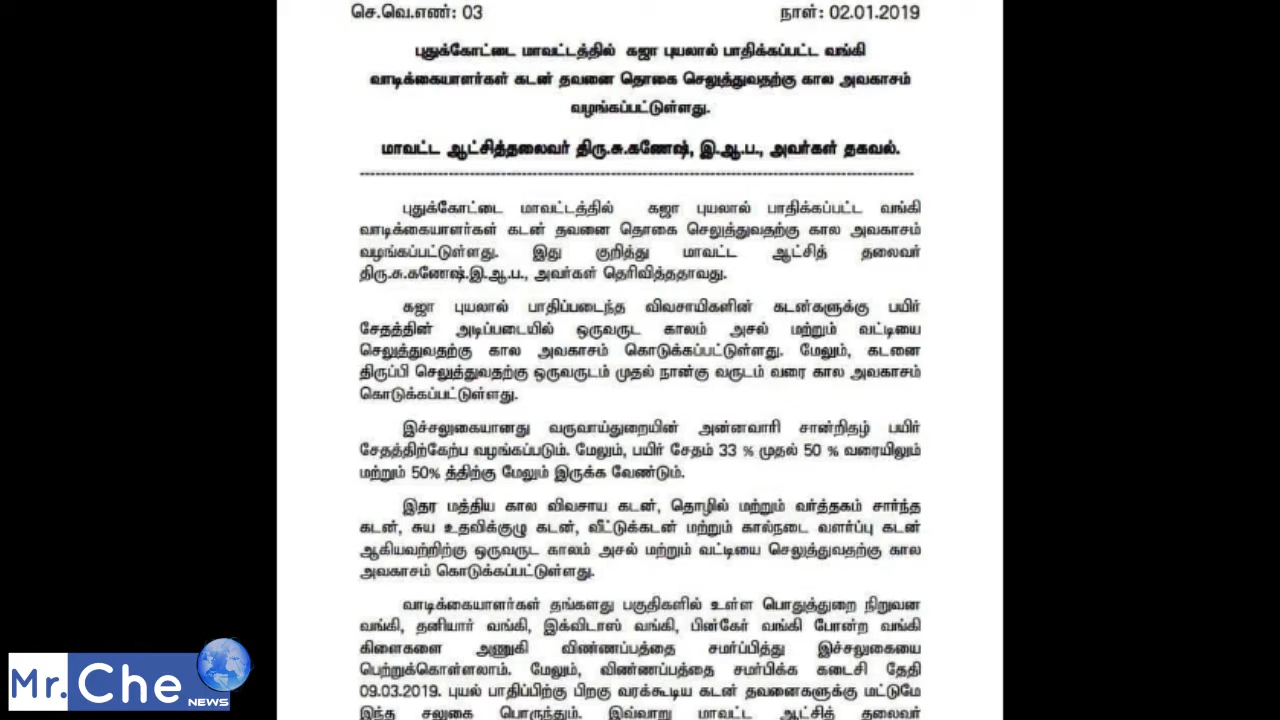 செ.வெ.எண்: 03 நாள்: 02.01.2019
புதுக்கோட்டை மாவட்டத்தில் கஜா புயலால் பாதிக்கப்பட்ட வங்கி
வாடிக்கையாளர்கள் கடன் தவனை தொகை செலுத்துவதற்கு கால அவகாசம்
வழங்கப்பட்டுள்ளது.
மாவட்ட ஆட்சித்தலைவர் திரு.சு.கணேஷ், இ.ஆ.ப., அவர்கள் தகவல்.
புதுக்கோட்டை மாவட்டத்தில் கஜா புயலால் பாதிக்கப்பட்ட வங்கி
வாடிக்கையாளர்கள் கடன் தவனை தொகை செலுத்துவதற்கு கால அவகாசம்
வழங்கப்பட்டுள்ளது. இது குறித்து மாவட்ட ஆட்சித் தலைவர்
திரு.சு.கணேஷ்.இ.ஆ.ப., அவர்கள் தெரிவித்ததாவது.
கஜா புயலால் பாதிப்படைந்த விவசாயிகளின் கடன்களுக்கு பயிர்
சேதத்தின் அடிப்படையில் ஒருவருட காலம் அசல் மற்றும் வட்டியை
செலுத்துவதற்கு கால அவகாசம் கொடுக்கப்பட்டுள்ளது. மேலும், கடனை
திருப்பி செலுத்துவதற்கு ஒருவருடம் முதல் நான்கு வருடம் வரை கால அவகாசம்
கொடுக்கப்பட்டுள்ளது.
இச்சலுகையானது வருவாய்துறையின் அன்னவாரி சான்றிதழ் பயிர்
சேதத்திற்கேற்ப வழங்கப்படும். மேலும், பயிர் சேதம் 33 % முதல் 50 % வரையிலும்
மற்றும் 50% த்திற்கு மேலும் இருக்க வேண்டும்.
இதர மத்திய கால விவசாய கடன், தொழில் மற்றும் வர்த்தகம் சார்ந்த
கடன், சுய உதவிக்குழு கடன், வீட்டுக்கடன் மற்றும் கால்நடை வளர்ப்பு கடன்
ஆகியவற்றிற்கு ஒருவருட காலம் அசல் மற்றும் வட்டியை செலுத்துவதற்கு கால
அவகாசம் கொடுக்கப்பட்டுள்ளது.
வாடிக்கையாளர்கள் தங்களது பகுதிகளில் உள்ள பொதுத்துறை நிறுவன
வங்கி, தனியார் வங்கி, இக்விடாஸ் வங்கி, பின்கேர் வங்கி போன்ற வங்கி
கிளைகளை அணுகி விண்ணப்பத்தை சமர்ப்பித்து இச்சலுகையை
பெற்றுக்கொள்ளலாம். மேலும், விண்ணப்பத்தை சமர்பிக்க கடைசி தேதி
09.03.2019. புயல் பாதிப்பிற்கு பிறகு வரக்கூடிய கடன் தவனைகளுக்கு மட்டுமே
இந்த சலுகை பொருந்தும். இவ்வாறு மாவட்ட ஆட்சித் தலைவர்
Mr.Che
NEWS